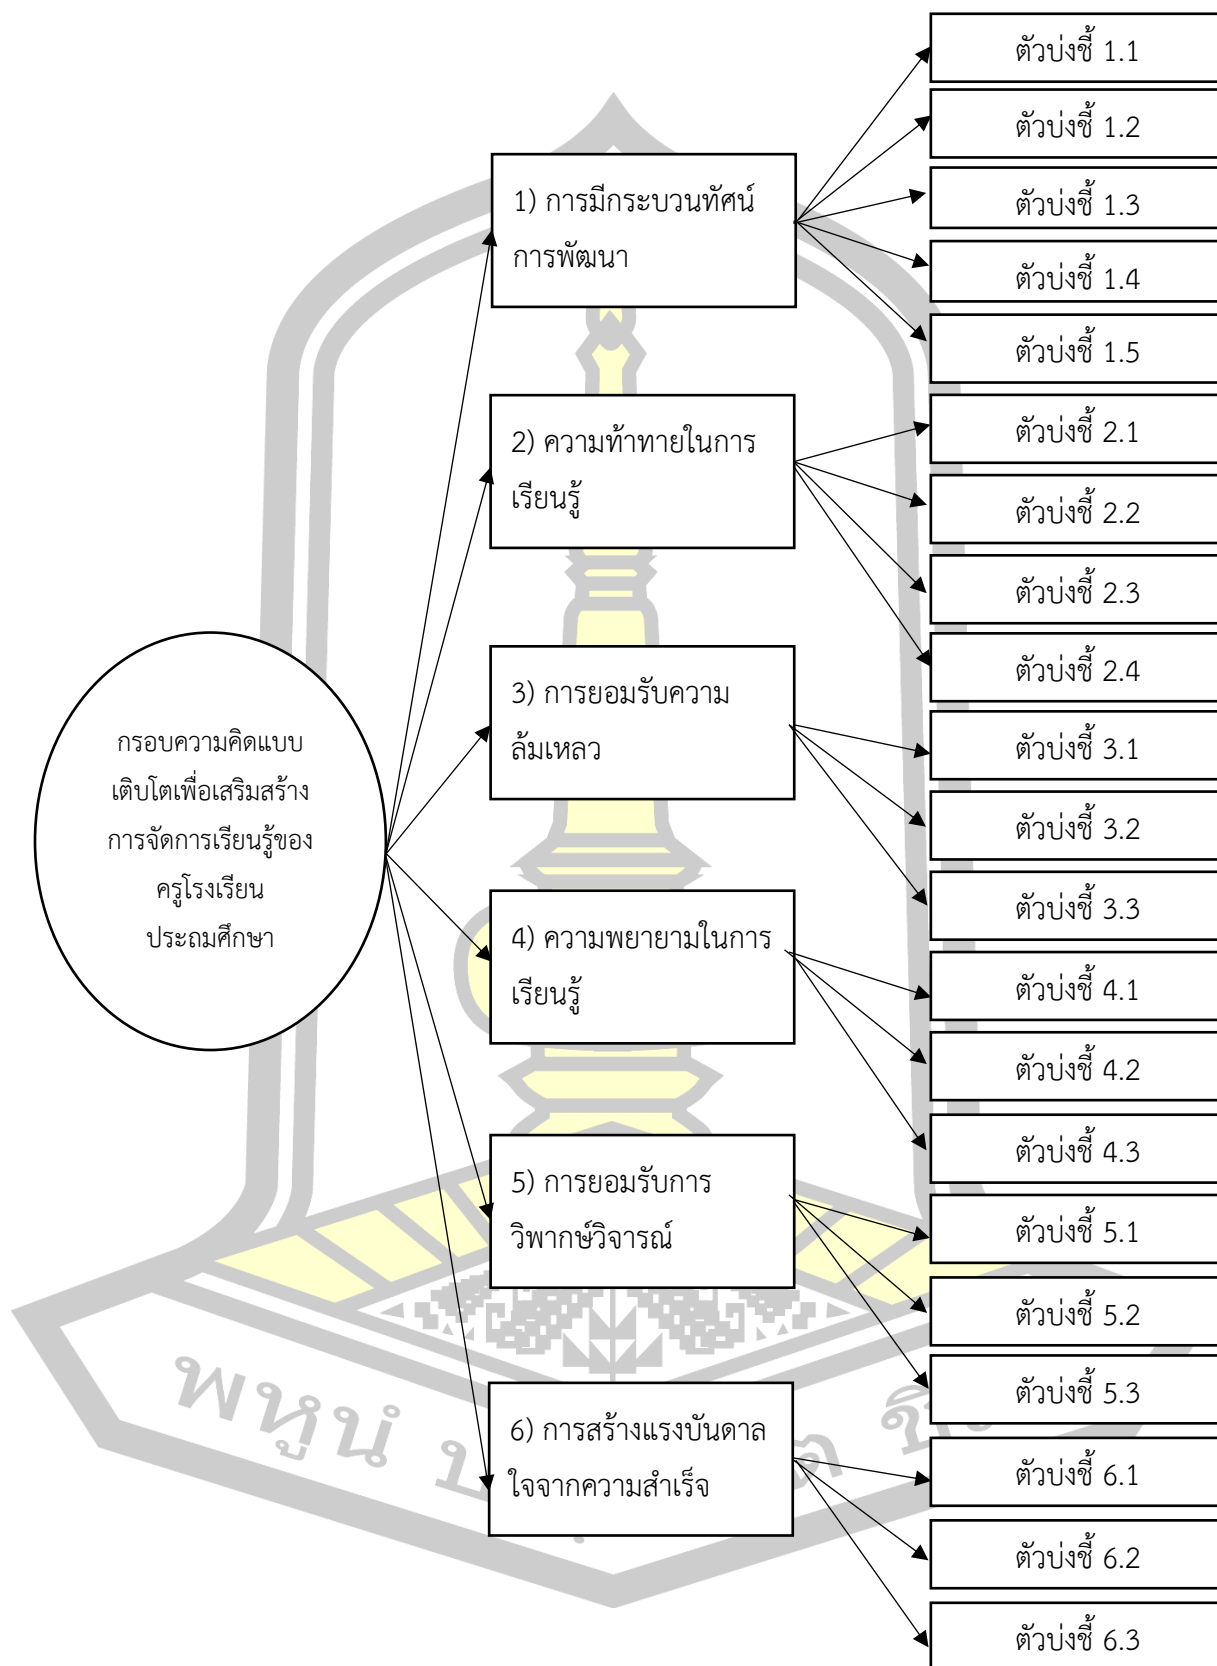 กรอบความคิดแบบ
เติบโตเพื่อเสริมสร้าง
การจัดการเรียนรู้ของ
ครูโรงเรียน
ประถมศึกษา
1) การมีกระบวนทัศน์
การพัฒนา
ตัวบ่งชี้ 1.1
ตัวบ่งชี้ 1.2
ตัวบ่งชี้ 1.3
ตัวบ่งชี้ 1.4
ตัวบ่งชี้ 1.5
2) ความท้าทายในการ
เรียนรู้
ตัวบ่งชี้ 2.1
ตัวบ่งชี้ 2.2
ตัวบ่งชี้ 2.3
ตัวบ่งชี้ 2.4
3) การยอมรับความ
ล้มเหลว
ตัวบ่งชี้ 3.1
ตัวบ่งชี้ 3.2
ตัวบ่งชี้ 3.3
4) ความพยายามในการ
เรียนรู้
ตัวบ่งชี้ 4.1
ตัวบ่งชี้ 4.2
ตัวบ่งชี้ 4.3
5) การยอมรับการ
วิพากษ์วิจารณ์
ตัวบ่งชี้ 5.1
ตัวบ่งชี้ 5.2
ตัวบ่งชี้ 5.3
6) การสร้างแรงบันดาล
ใจจากความสำเร็จ
ตัวบ่งชี้ 6.1
ตัวบ่งชี้ 6.2
ตัวบ่งชี้ 6.3
พหูนํ